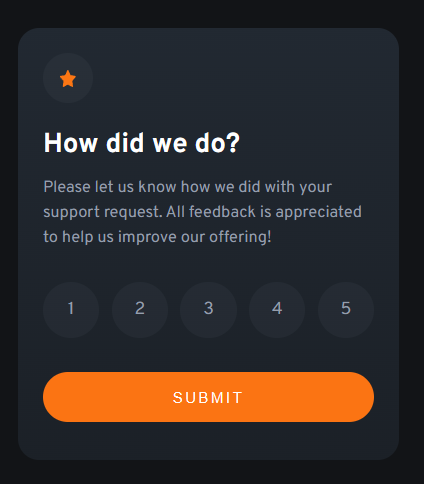 How did we do?
Please let us know how we did with your
support request. All feedback is appreciated
to help us improve our offering!
1 2 3 4 5
SUBMIT